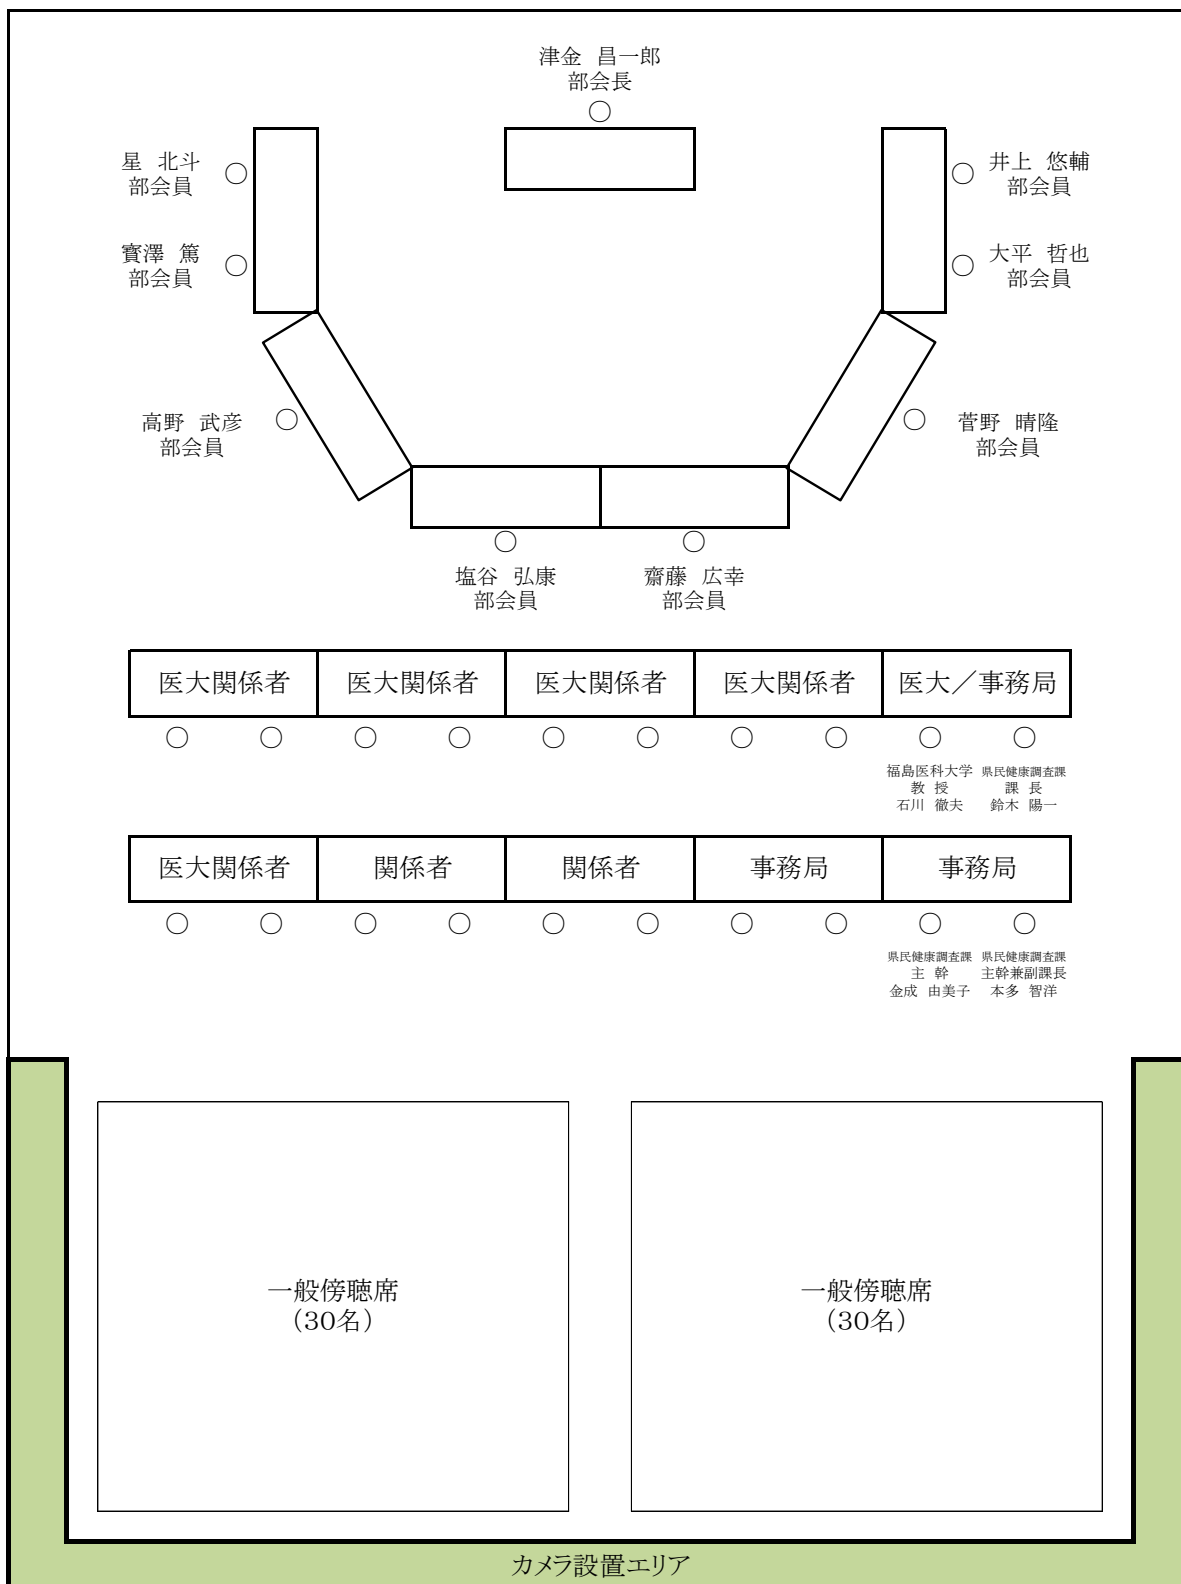 津金 昌一郎
部会長
星 北斗
部会員
井上 悠輔
部会員
寳澤 篤
部会員
大平 哲也
部会員
高野 武彦
部会員
菅野 晴隆
部会員
塩谷 弘康
部会員
齋藤 広幸
部会員
医大関係者 医大関係者 医大関係者 医大関係者 医大／事務局
福島医科大学
教 授
石川 徹夫
県民健康調査課
課 長
鈴木 陽一
医大関係者 関係者 関係者 事務局 事務局
県民健康調査課
主 幹
金成 由美子
県民健康調査課
主幹兼副課長
本多 智洋
一般傍聴席
（30名）
一般傍聴席
（30名）
カメラ設置エリア